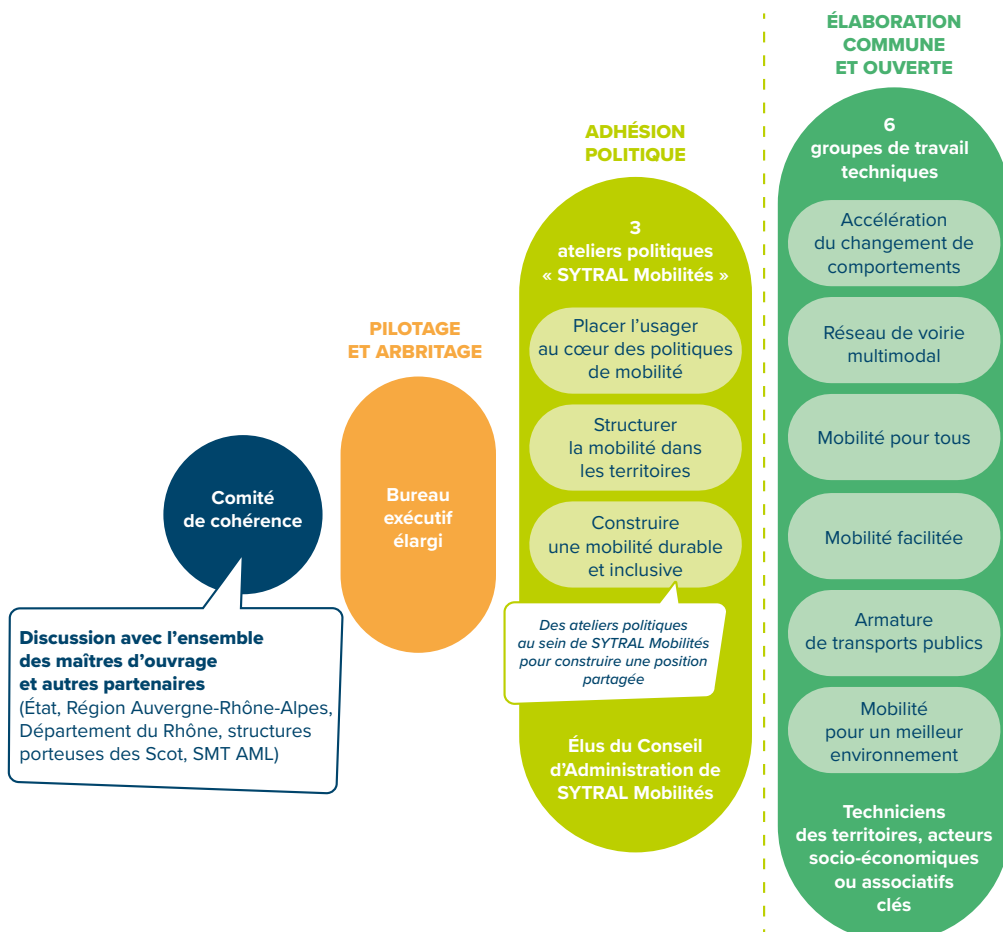 Comité
de cohérence
Discussion avec l'ensemble
des maîtres d'ouvrage
et autres partenaires
(État, Région Auvergne-Rhône-Alpes,
Département du Rhône, structures
porteuses des Scot, SMT AML)
PILOTAGE
ET ARBRITAGE
Bureau
exécutif
élargi
ADHÉSION
POLITIQUE
3
ateliers politiques
« SYTRAL Mobilités »
Placer l'usager
au cœur des politiques
de mobilité
Structurer
la mobilité dans
les territoires
Construire
une mobilité durable
et inclusive
Des ateliers politiques
au sein de SYTRAL Mobilités
pour construire une position
partagée
Élus du Conseil
d'Administration de
SYTRAL Mobilités
ÉLABORATION
COMMUNE
ET OUVERTE
6
groupes de travail
techniques
Accélération
du changement de
comportements
Réseau de voirie
multimodal
Mobilité pour tous
Mobilité facilitée
Armature
de transports publics
Mobilité
pour un meilleur
environnement
Techniciens
des territoires, acteurs
socio-économiques
ou associatifs
clés